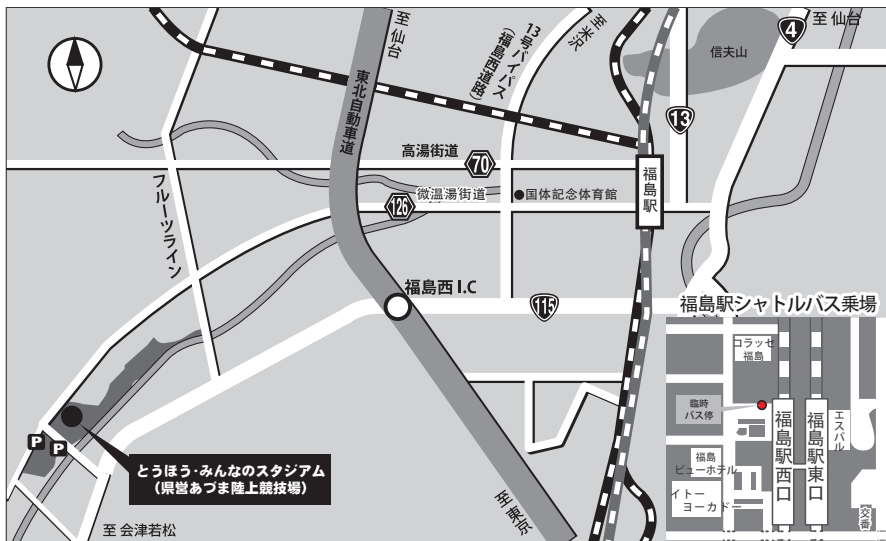 至 仙台
東北自動車道
13号バイパス
(福島西道路)
至 米沢
信夫山
4
至 仙台
13
高湯街道
70
フルーツライン
微温湯街道
126
国体記念体育館
福島駅
福島西 I.C
115
福島駅シャトルバス乗場
コラッセ
福島
臨時
バス停
福島駅西口
福島駅東口
エスパル
福島
ビューホテル
イトー
ヨーカドー
交番
P
P
とうほう・みんなのスタジアム
(県営あづま陸上競技場)
至 会津若松
至 東京